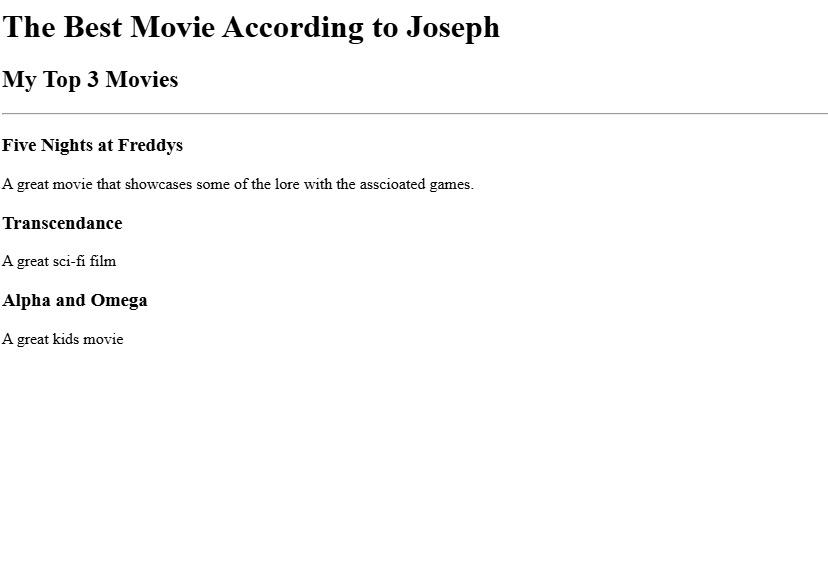 The Best Movie According to Joseph
My Top 3 Movies
Five Nights at Freddys
A great movie that showcases some of the lore with the asscioated games.
Transcendance
A great sci-fi film
Alpha and Omega
A great kids movie